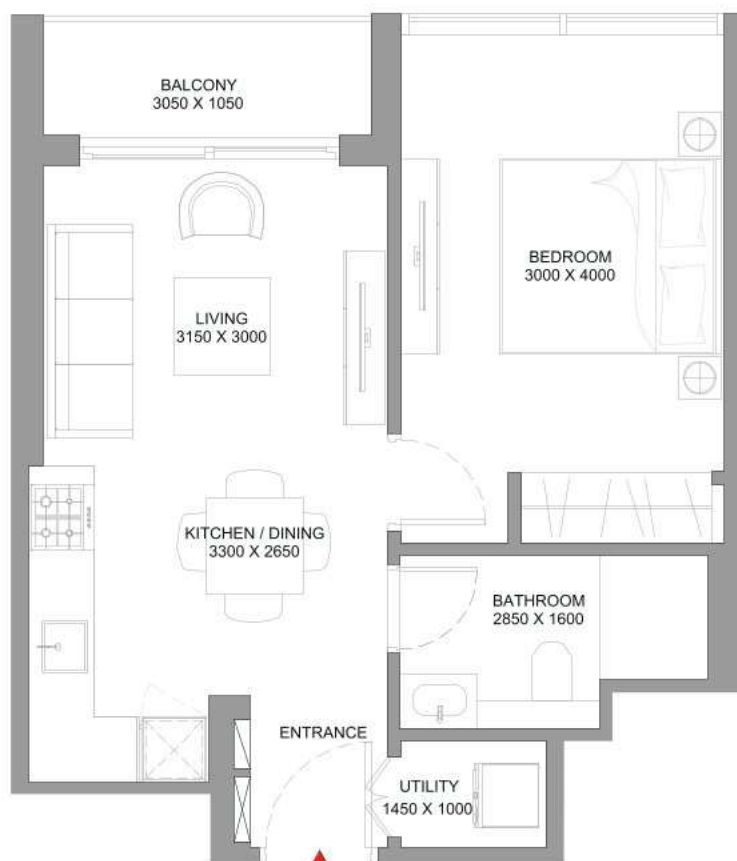 BALCONY
3050 X 1050
BEDROOM
3000 X 4000
LIVING
3150 X 3000
KITCHEN / DINING
3300 X 2650
BATHROOM
2850 X 1600
ENTRANCE
UTILITY
1450 X 1000